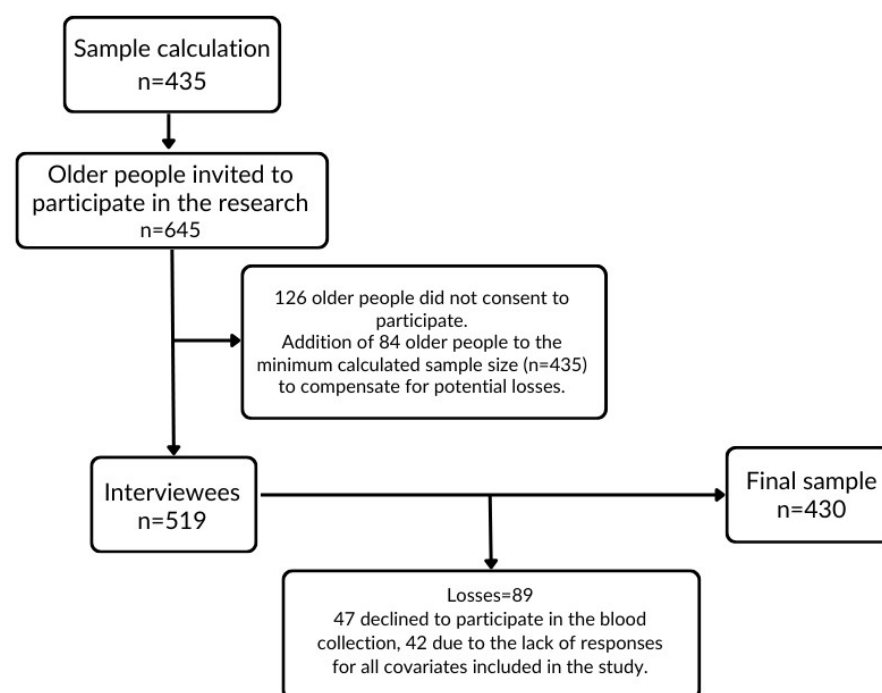 Sample calculation
n=435
Older people invited to
participate in the research
n=645
126 older people did not consent to
participate.
Addition of 84 older people to the
minimum calculated sample size (n=435)
to compensate for potential losses.
Interviewees
n=519
Final sample
n=430
Losses=89
47 declined to participate in the blood
collection, 42 due to the lack of responses
for all covariates included in the study.